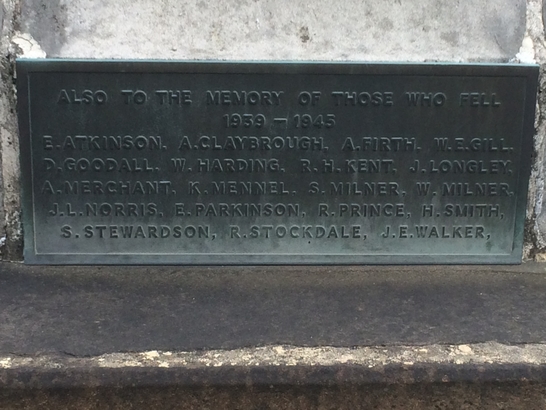 ALSO TO THE MEMORY OF THOSE WHO FELL
1939 – 1945
E. ATKINSON. A. CLAYBROUGH. A. FIRTH. W. E. GILL.
D. GOODALL. W. HARDING. R. H. KENT. J. LONGLEY.
A. MERCHANT. K. MENNEL. S. MILNER. W. MILNER.
J. L. NORRIS, E. PARKINSON, R. PRINCE, H. SMITH,
S. STEWARDSON, R. STOCKDALE, J. E. WALKER,